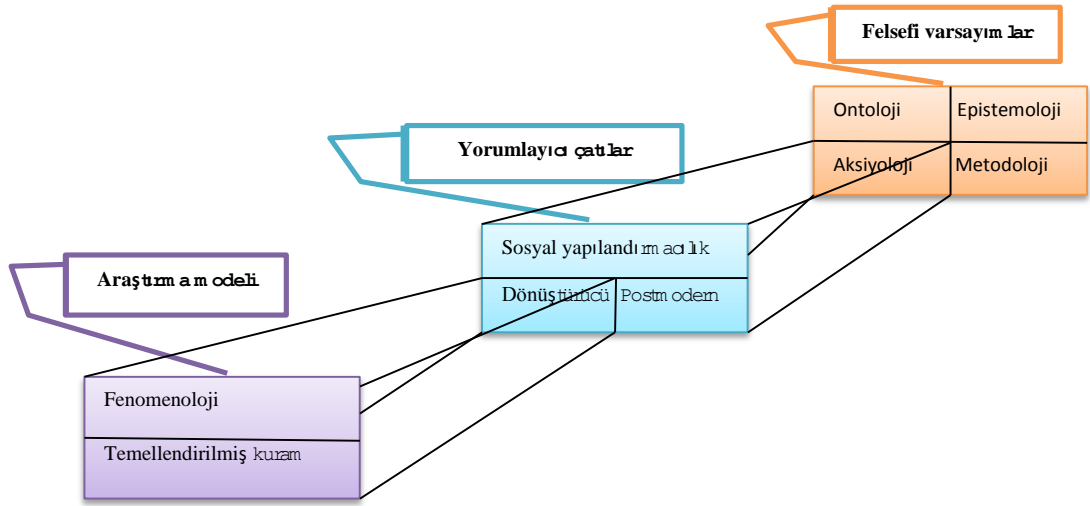 Felsefi varsayımlar
Ontoloji
Epistemoloji
Aksiyoloji
Metodoloji
Yorumlayıcı çatılar
Sosyal yapılandırmacılık
Dönüştürücü
Postmodern
Araştırma modeli
Fenomenoloji
Temellendirilmiş kuram